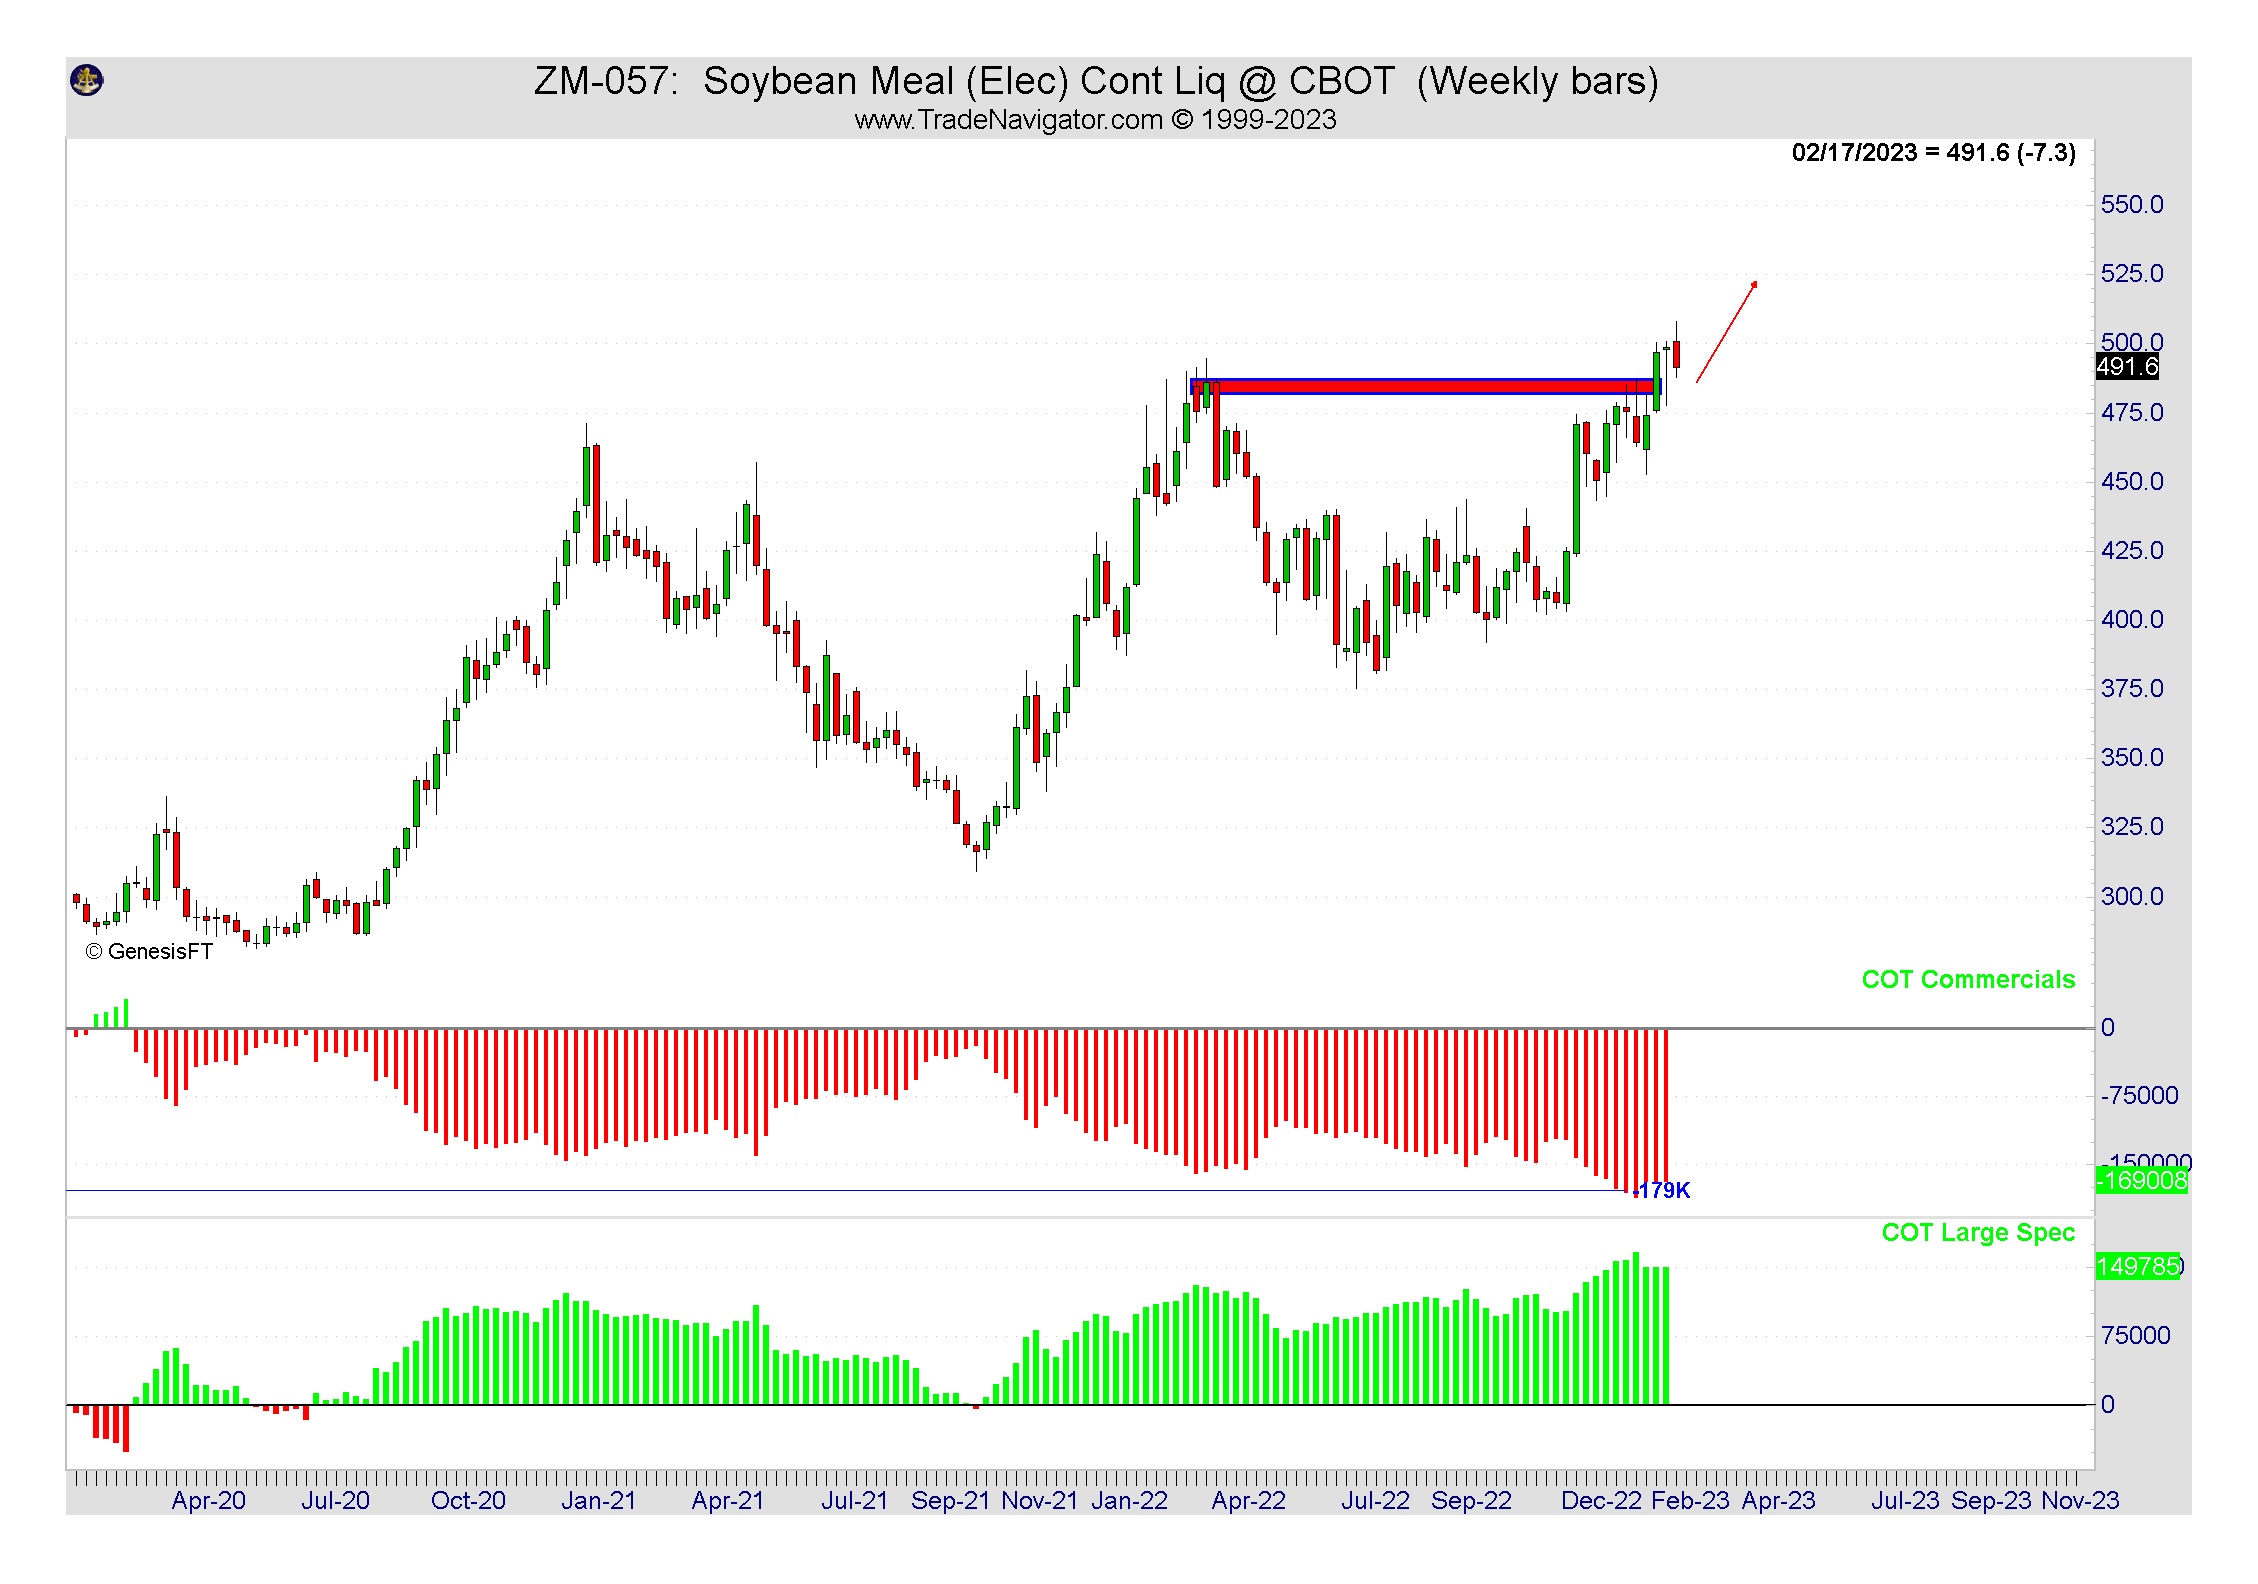 ZM-057:  Soybean Meal (Elec) Cont Liq @ CBOT  (Weekly bars)
www.TradeNavigator.com © 1999-2023
02/17/2023 = 491.6 (-7.3)
550.0
525.0
500.0
491.6
475.0
450.0
425.0
400.0
375.0
350.0
325.0
300.0
© GenesisFT
COT Commercials
0
-75000
-150000
-169008
-179K
COT Large Spec
149785
75000
0
Apr-20 Jul-20 Oct-20 Jan-21 Apr-21 Jul-21 Sep-21 Nov-21 Jan-22 Apr-22 Jul-22 Sep-22 Dec-22 Feb-23 Apr-23 Jul-23 Sep-23 Nov-23